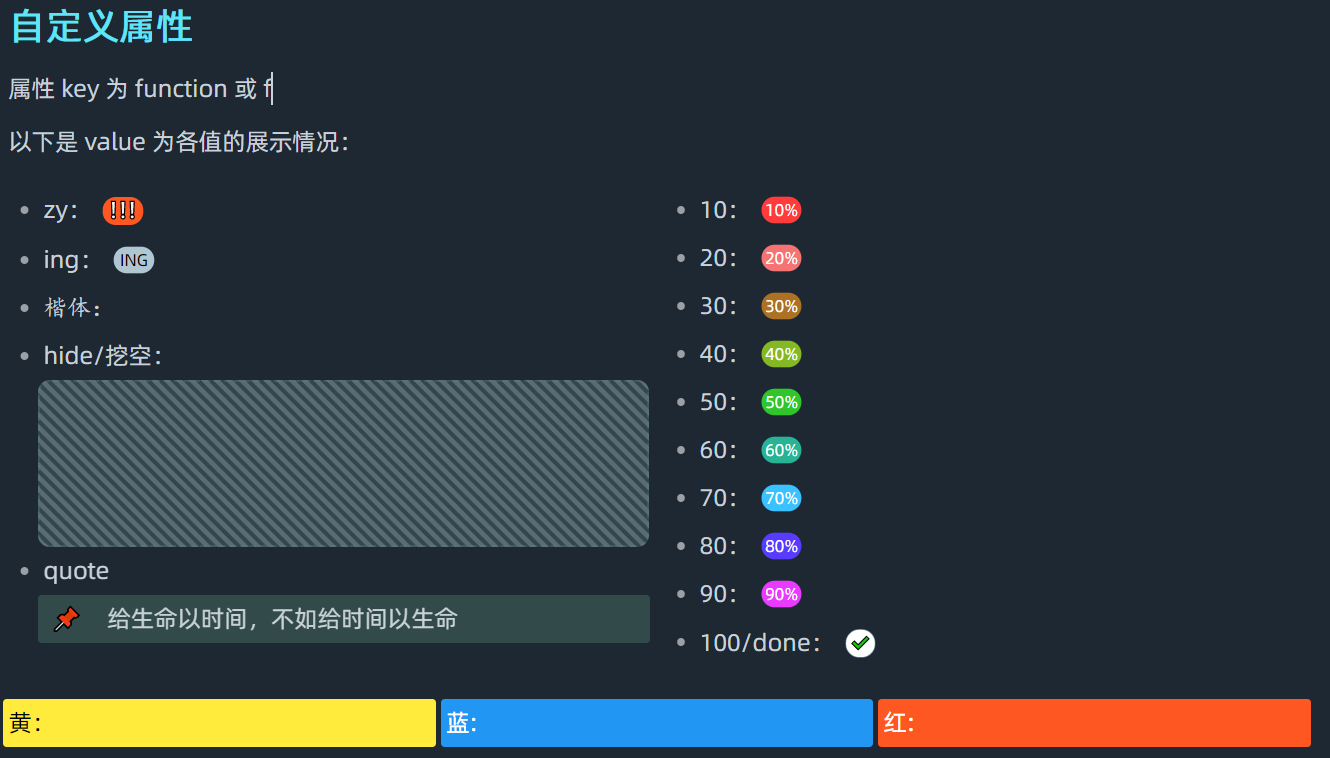 自定义属性
属性 key 为 function 或 f
以下是 value 为各值的展示情况：
zy： !!!
ing： ING
楷体：
hide/挖空：
quote
给生命以时间，不如给时间以生命
10： 10%
20： 20%
30： 30%
40： 40%
50： 50%
60： 60%
70： 70%
80： 80%
90： 90%
100/done：
黄：
蓝：
红：